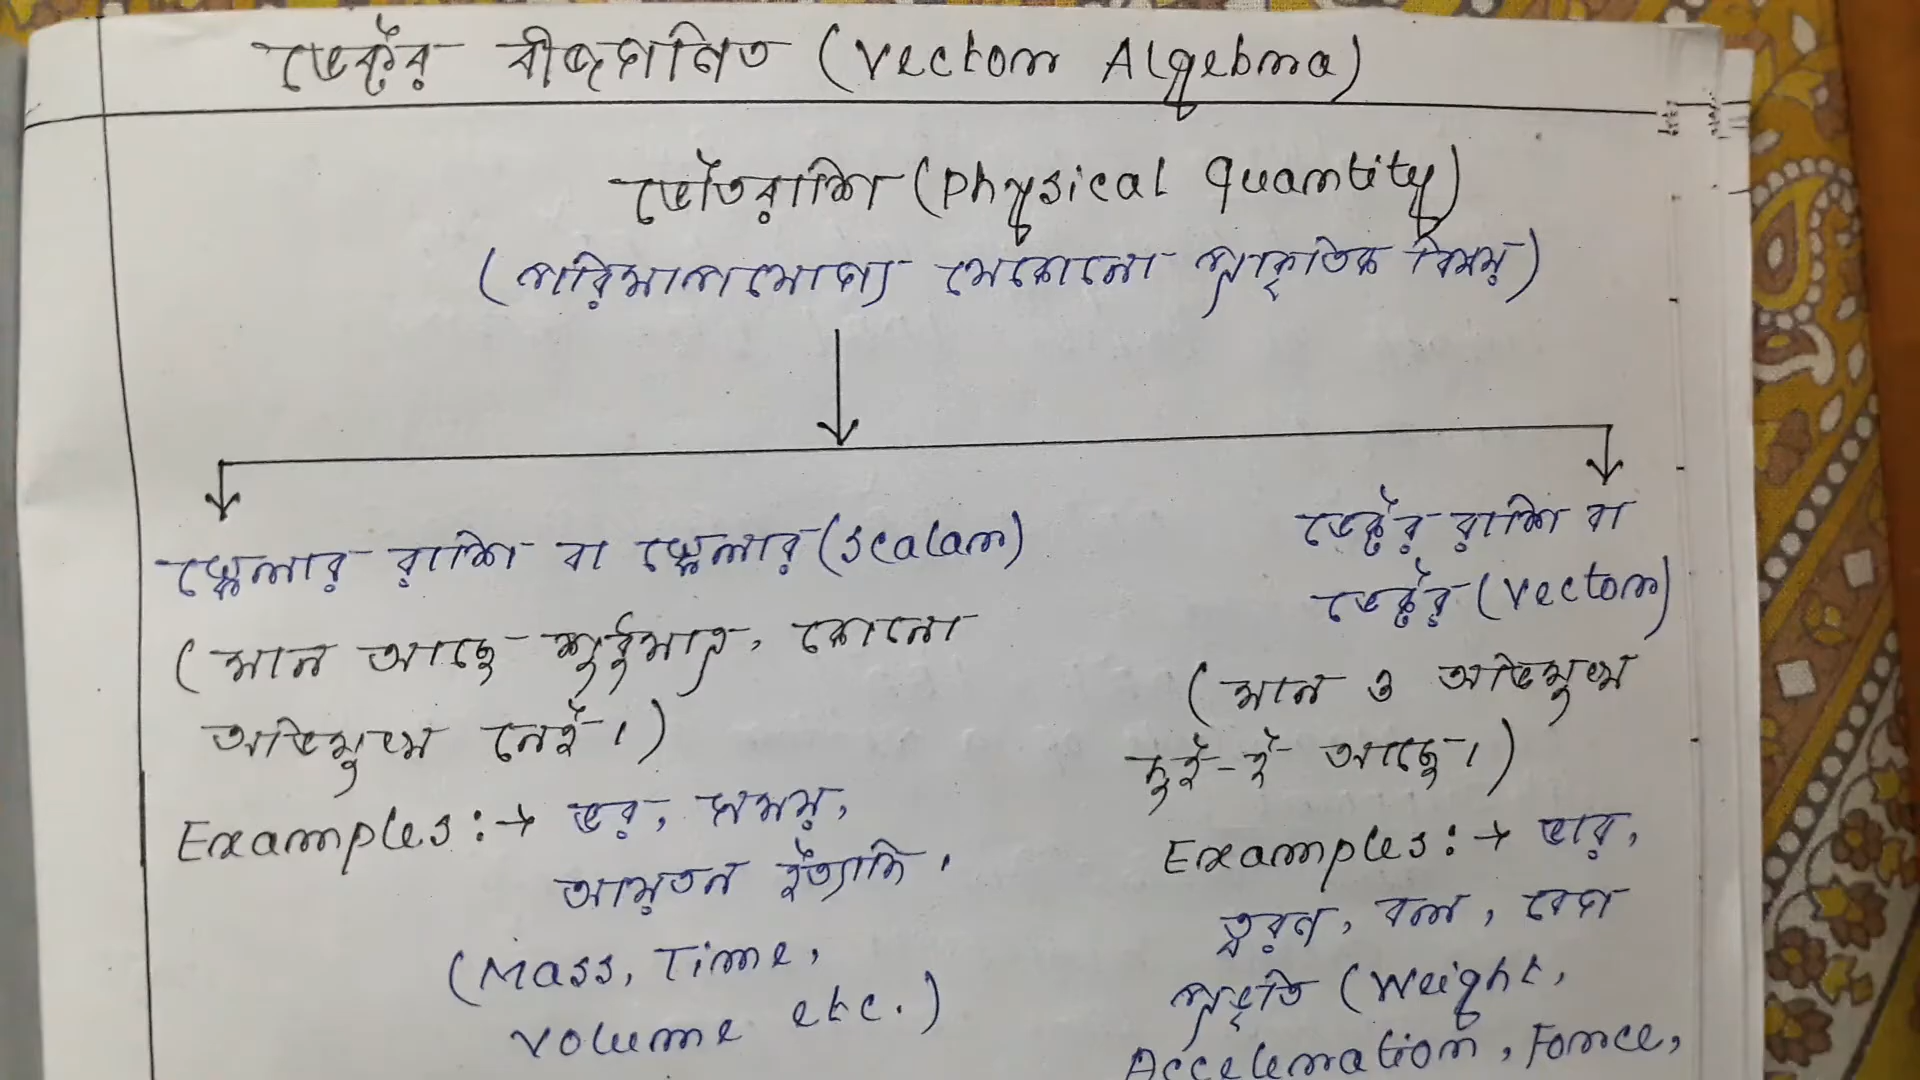 ভেক্টর বীজগণিত (Vector Algebra)
ভৌতরাশি (Physical Quantity)
(পরিমাপযোগ্য যেকোনো প্রাকৃতিক বিষয়)
স্কেলার রাশি বা স্কেলার (Scalar)
(মান আছে শুধুমাত্র, কোনো
অভিমুখ নেই।)
Examples:→ ভর, সময়,
আয়তন ইত্যাদি।
(Mass, Time,
Volume etc.)
ভেক্টর রাশি বা
ভেক্টর (Vector)
(মান ও অভিমুখ
দুই-ই আছে।)
Examples:→ ভার,
ত্বরণ, বল, বেগ
প্রভৃতি (Weight,
Acceleration, Force,